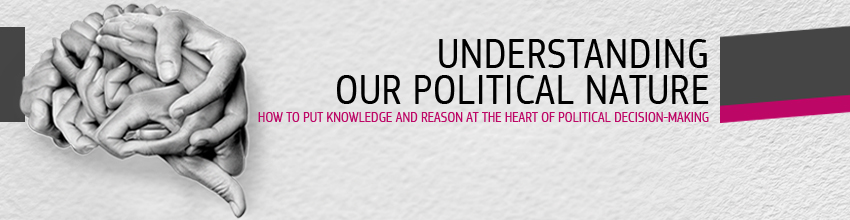 UNDERSTANDING
OUR POLITICAL NATURE
HOW TO PUT KNOWLEDGE AND REASON AT THE HEART OF POLITICAL DECISION-MAKING